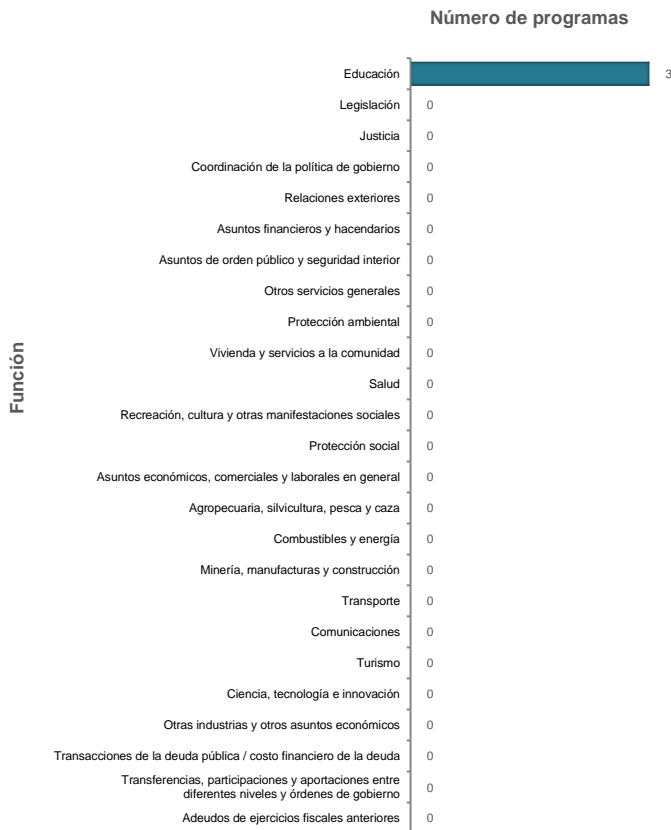 Número de programas
Función
Educación 3
Legislación 0
Justicia 0
Coordinación de la política de gobierno 0
Relaciones exteriores 0
Asuntos financieros y hacendarios 0
Asuntos de orden público y seguridad interior 0
Otros servicios generales 0
Protección ambiental 0
Vivienda y servicios a la comunidad 0
Salud 0
Recreación, cultura y otras manifestaciones sociales 0
Protección social 0
Asuntos económicos, comerciales y laborales en general 0
Agropecuaria, silvicultura, pesca y caza 0
Combustibles y energía 0
Minería, manufacturas y construcción 0
Transporte 0
Comunicaciones 0
Turismo 0
Ciencia, tecnología e innovación 0
Otras industrias y otros asuntos económicos 0
Transacciones de la deuda pública / costo financiero de la deuda 0
Transferencias, participaciones y aportaciones entre
diferentes niveles y órdenes de gobierno 0
Adeudos de ejercicios fiscales anteriores 0